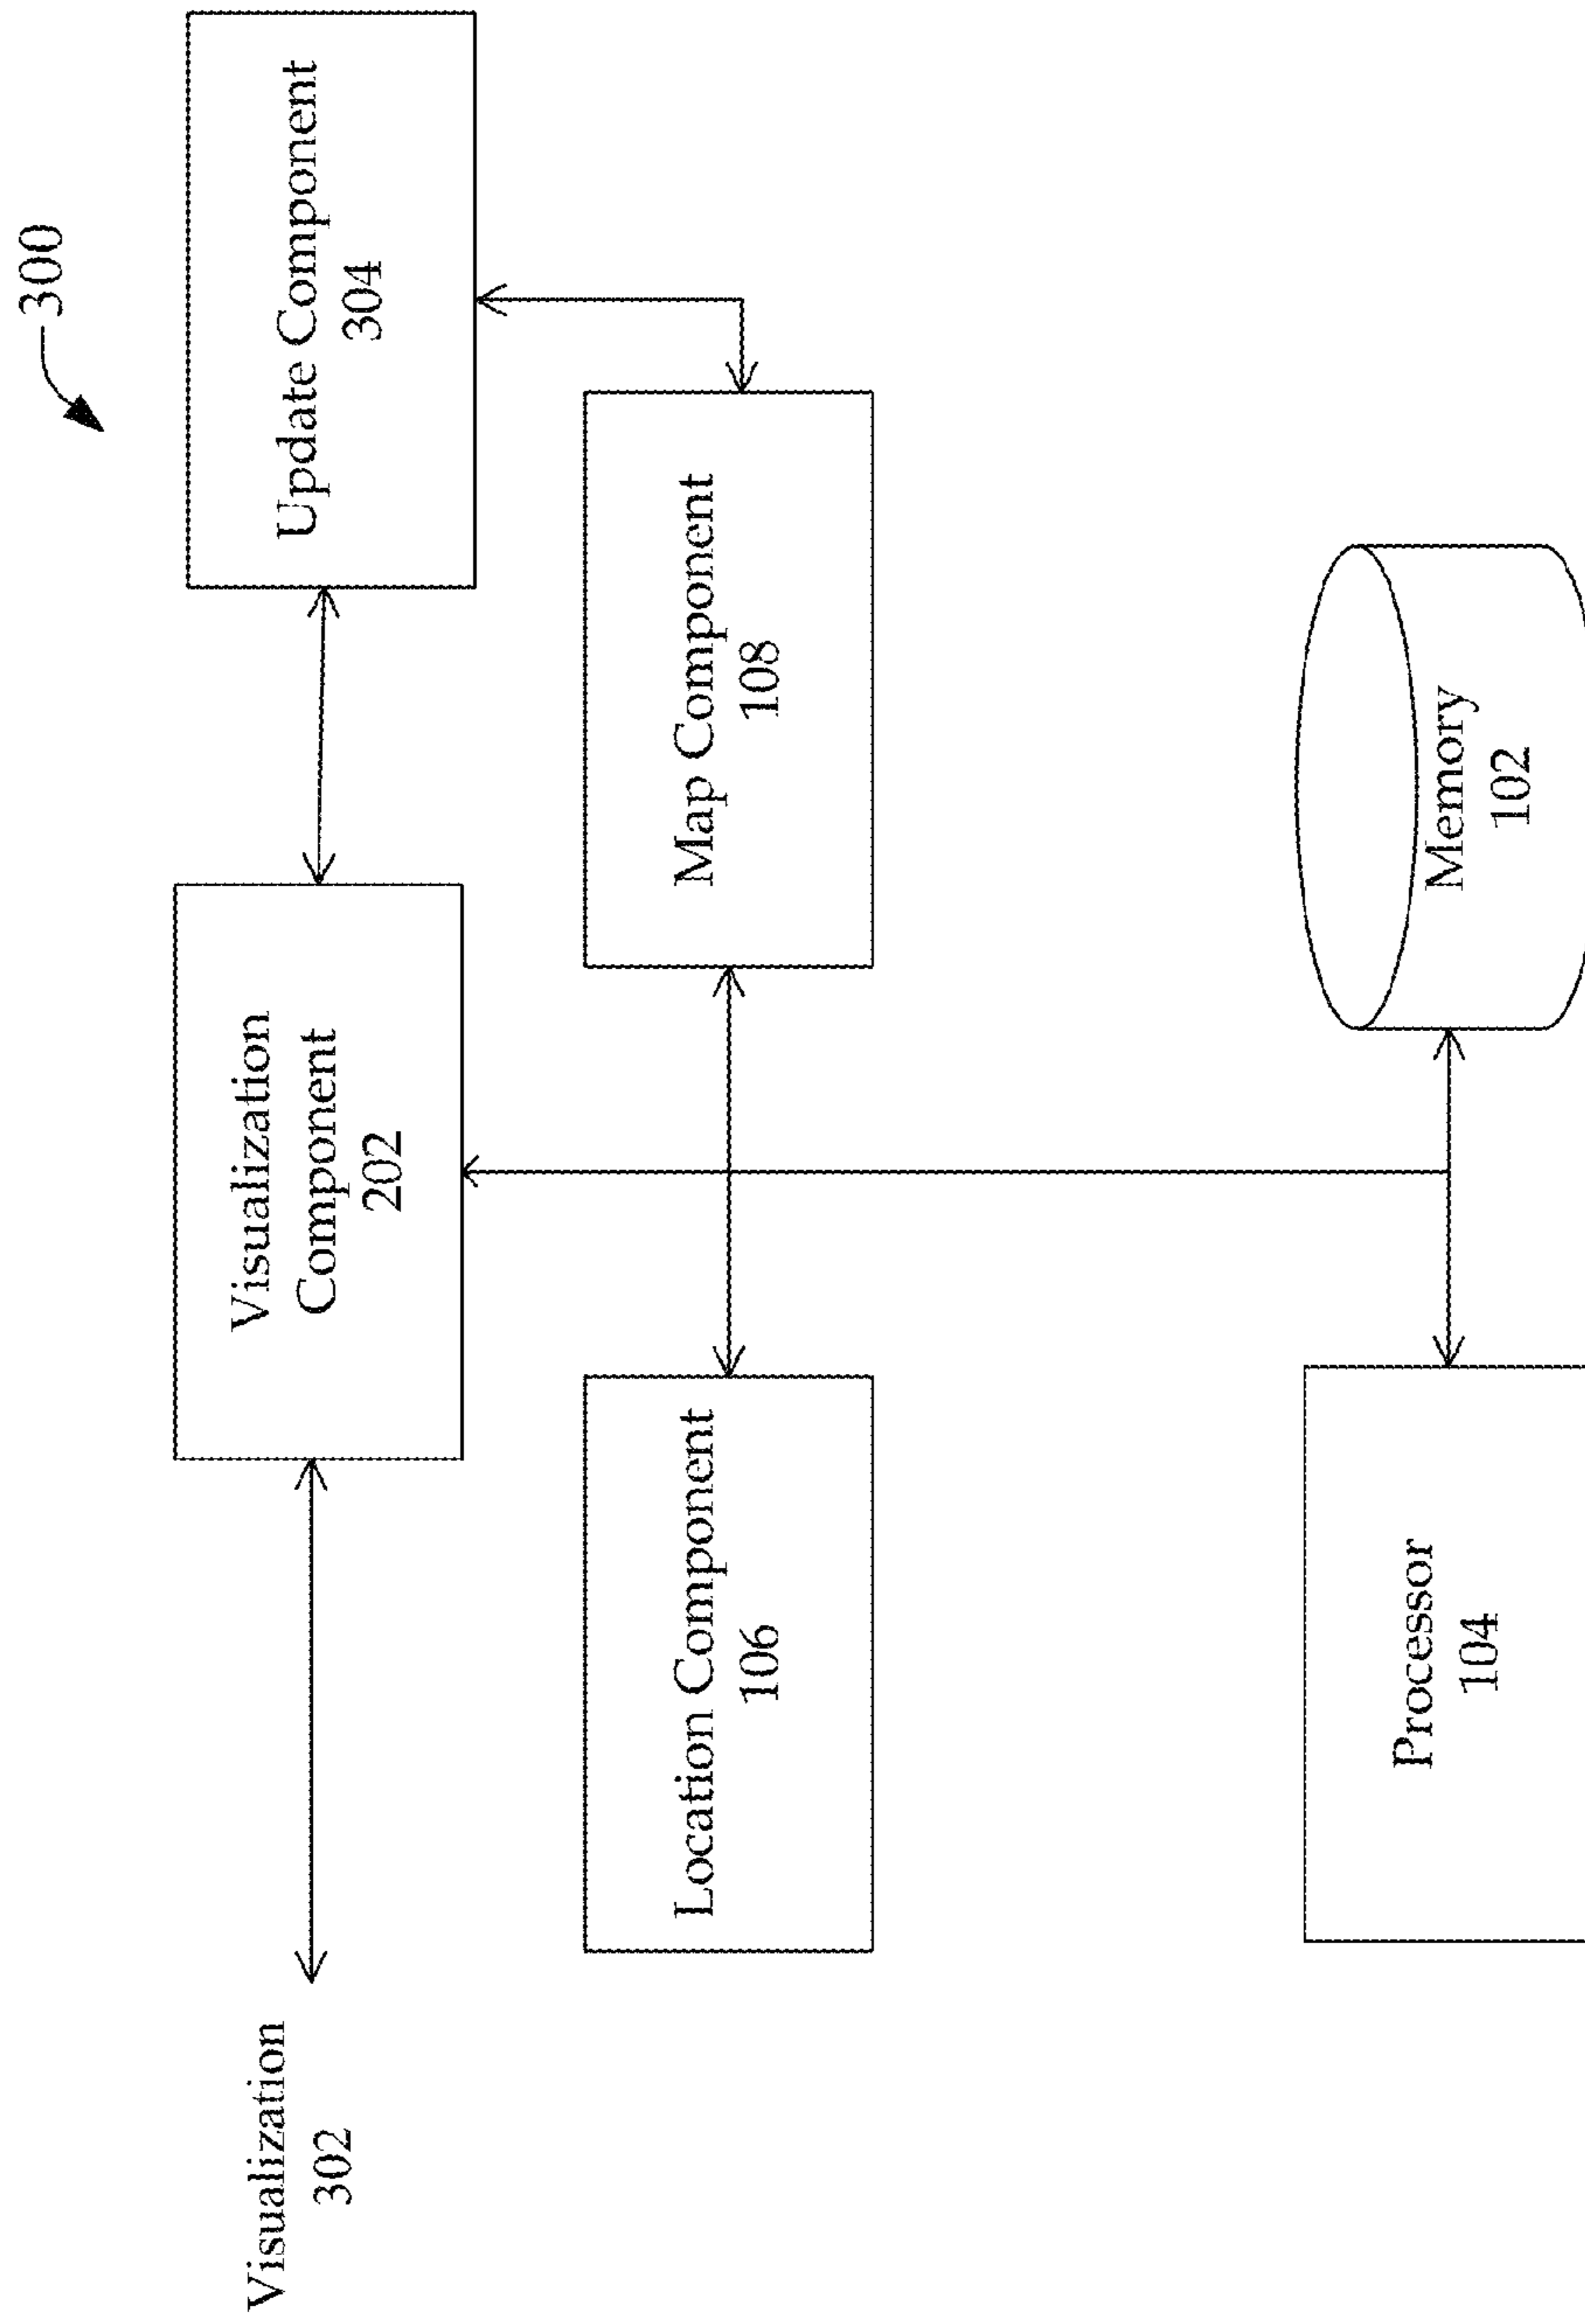 300
Visualization
302
Visualization
Component
202
Update Component
304
Location Component
106
Map Component
108
Processor
104
Memory
102